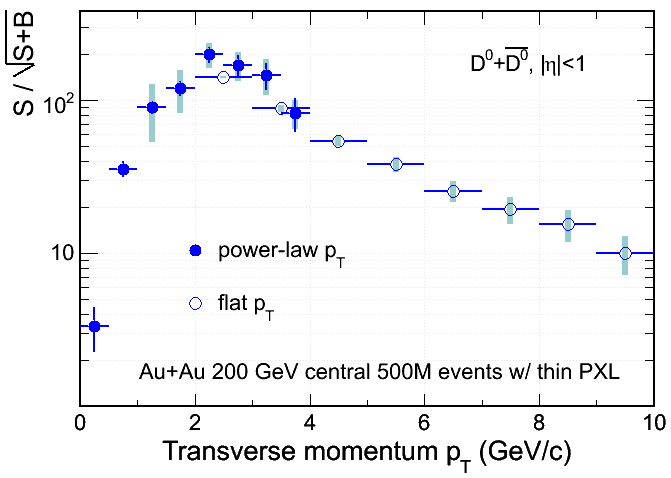 S / √S+B
D⁰+D̅⁰, |η|<1
10²
10
power-law p_T
flat p_T
Au+Au 200 GeV central 500M events w/ thin PXL
0 2 4 6 8 10
Transverse momentum p_T (GeV/c)